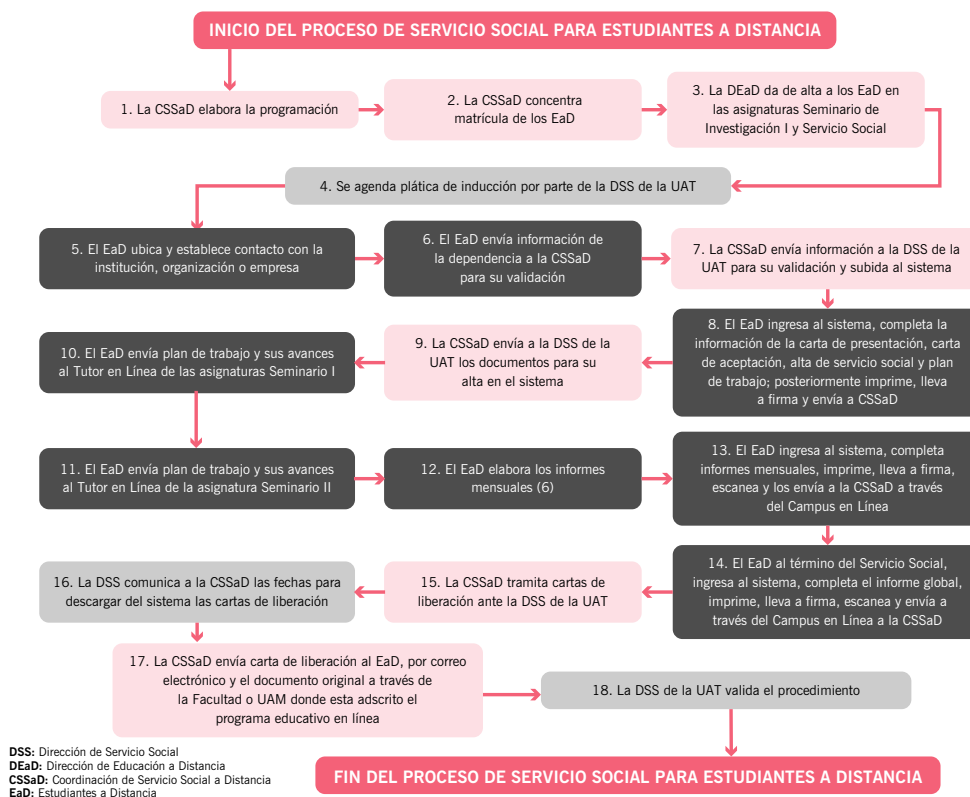 INICIO DEL PROCESO DE SERVICIO SOCIAL PARA ESTUDIANTES A DISTANCIA
1. La CSSaD elabora la programación
2. La CSSaD concentra
matrícula de los EaD
3. La DEaD da de alta a los EaD en
las asignaturas Seminario de
Investigación I y Servicio Social
4. Se agenda plática de inducción por parte de la DSS de la UAT
5. El EaD ubica y establece contacto con la
institución, organización o empresa
6. El EaD envía información de
la dependencia a la CSSaD
para su validación
7. La CSSaD envía información a la DSS de la
UAT para su validación y subida al sistema
8. El EaD ingresa al sistema, completa la
información de la carta de presentación, carta
de aceptación, alta de servicio social y plan
de trabajo; posteriormente imprime, lleva
a firma y envía a CSSaD
9. La CSSaD envía a la DSS de la
UAT los documentos para su
alta en el sistema
10. El EaD envía plan de trabajo y sus avances
al Tutor en Línea de las asignaturas Seminario I
11. El EaD envía plan de trabajo y sus avances
al Tutor en Línea de la asignatura Seminario II
12. El EaD elabora los informes
mensuales (6)
13. El EaD ingresa al sistema, completa
informes mensuales, imprime, lleva a firma,
escanea y los envía a la CSSaD a través
del Campus en Línea
14. El EaD al término del Servicio Social,
ingresa al sistema, completa el informe global,
imprime, lleva a firma, escanea y envía a
través del Campus en Línea a la CSSaD
15. La CSSaD tramita cartas de
liberación ante la DSS de la UAT
16. La DSS comunica a la CSSaD las fechas para
descargar del sistema las cartas de liberación
17. La CSSaD envía carta de liberación al EaD, por correo
electrónico y el documento original a través de
la Facultad o UAM donde esta adscrito el
programa educativo en línea
18. La DSS de la UAT valida el procedimiento
FIN DEL PROCESO DE SERVICIO SOCIAL PARA ESTUDIANTES A DISTANCIA
DSS: Dirección de Servicio Social
DEaD: Dirección de Educación a Distancia
CSSaD: Coordinación de Servicio Social a Distancia
EaD: Estudiantes a Distancia